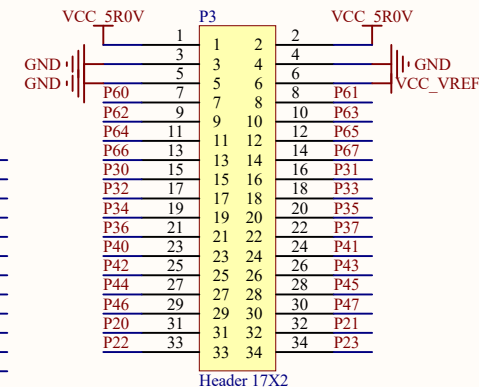 VCC_5R0V P3 VCC_5R0V
1 1 2 2
GND 3 3 4 4 GND
GND 5 5 6 6 VCC_VREF
P60 7 7 8 8 P61
P62 9 9 10 10 P63
P64 11 11 12 12 P65
P66 13 13 14 14 P67
P30 15 15 16 16 P31
P32 17 17 18 18 P33
P34 19 19 20 20 P35
P36 21 21 22 22 P37
P40 23 23 24 24 P41
P42 25 25 26 26 P43
P44 27 27 28 28 P45
P46 29 29 30 30 P47
P20 31 31 32 32 P21
P22 33 33 34 34 P23
Header 17X2